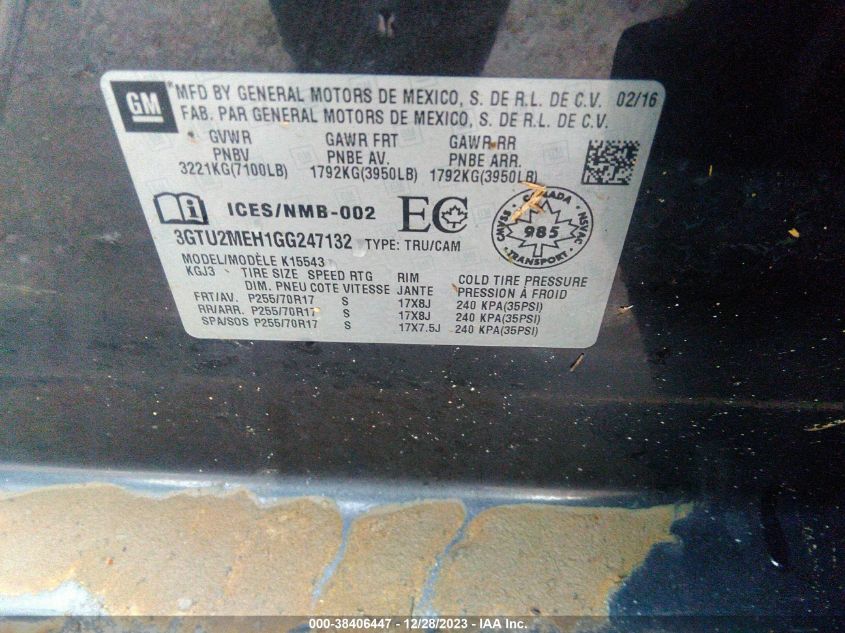 GM
MFD BY GENERAL MOTORS DE MEXICO, S. DE R.L. DE C.V. 02/16
FAB. PAR GENERAL MOTORS DE MEXICO, S. DE R.L. DE C.V.
GVWR GAWR FRT GAWR RR
PNBV PNBE AV. PNBE ARR.
3221KG(7100LB) 1792KG(3950LB) 1792KG(3950LB)
ICES/NMB-002 EC
CANADA
CMVSS 985 NSVAC
TRANSPORT
3GTU2MEH1GG247132 TYPE: TRU/CAM
MODEL/MODÈLE K15543
KGJ3 TIRE SIZE SPEED RTG RIM COLD TIRE PRESSURE
DIM. PNEU COTE VITESSE JANTE PRESSION À FROID
FRT/AV. P255/70R17 S 17X8J 240 KPA(35PSI)
RR/ARR. P255/70R17 S 17X8J 240 KPA(35PSI)
SPA/SOS P255/70R17 S 17X7.5J 240 KPA(35PSI)
000-38406447 - 12/28/2023 - IAA Inc.